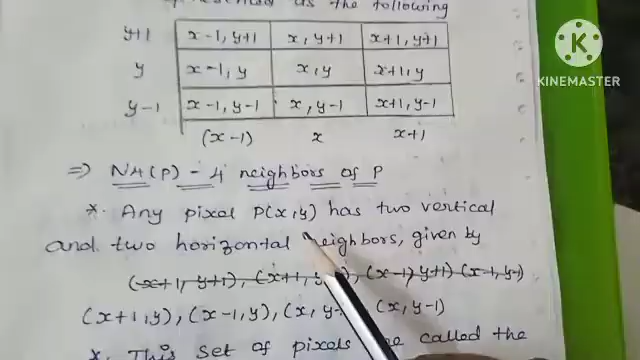 as the following
y+1 x-1, y+1 x, y+1 x+1, y+1
y x-1, y x, y x+1, y
y-1 x-1, y-1 x, y-1 x+1, y-1
(x-1) x x+1
KINEMASTER
⇒ N4(P) - 4 neighbors of P
* Any pixel P(x,y) has two vertical
and two horizontal neighbors, given by
(x+1, y+1), (x+1, (x-1, y+1) (x-1, y-1)
(x+1, y), (x-1, y), (x, (x, y-1)
* This set of pixels called the